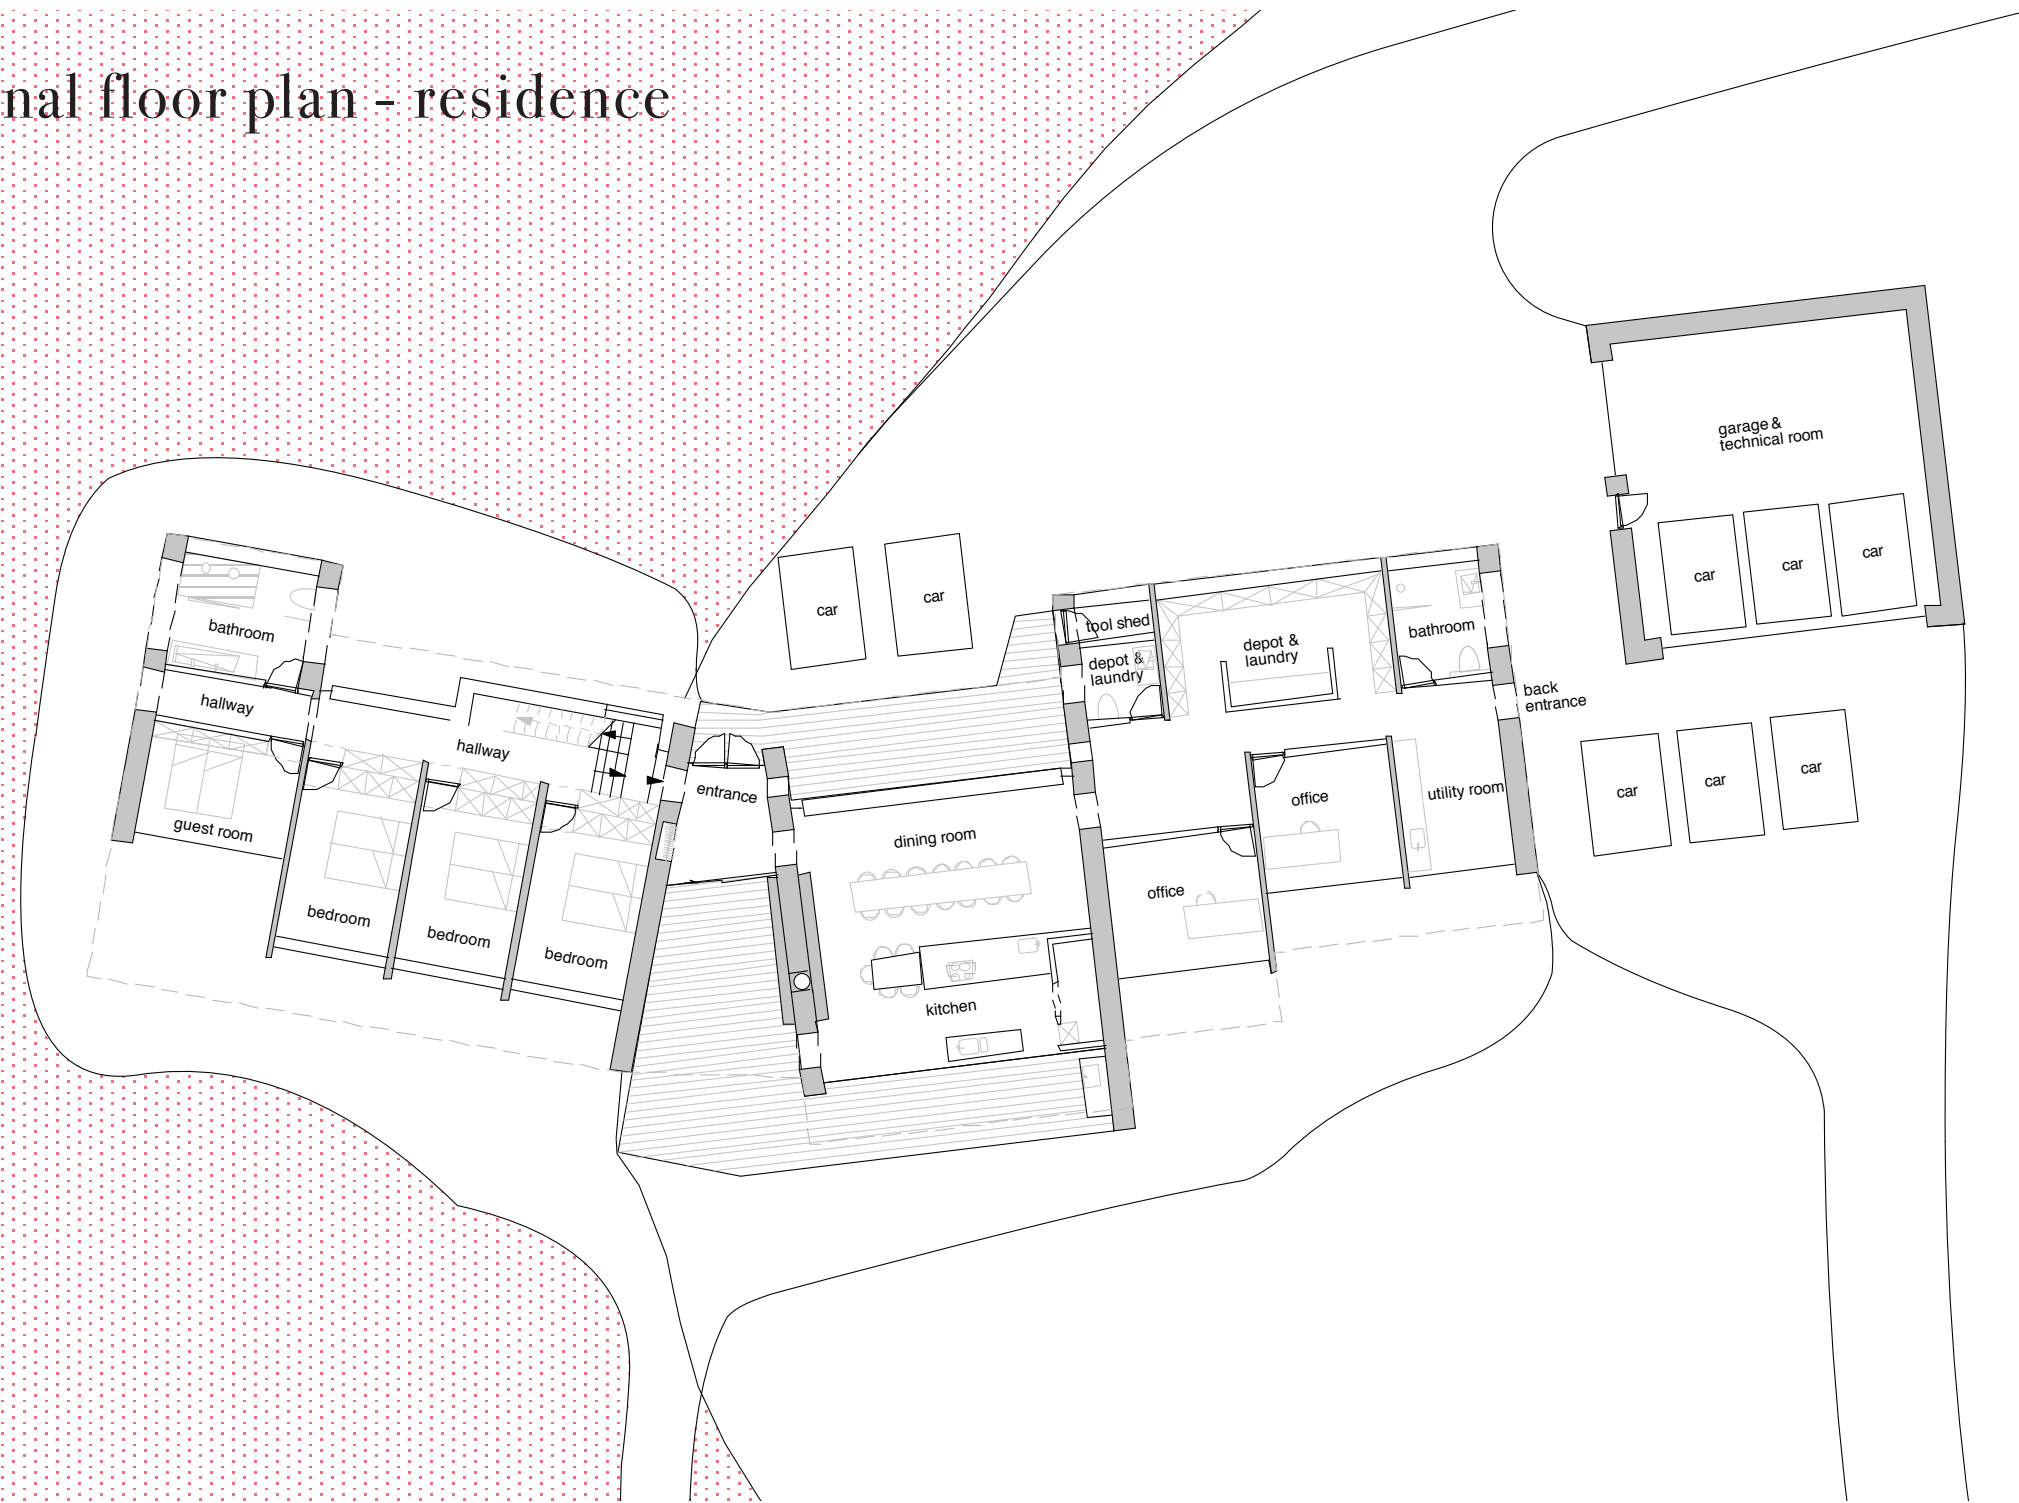 nal floor plan - residence
garage &
technical room
car
car
car
car
car
bathroom
tool shed
depot &
laundry
depot &
laundry
bathroom
back
entrance
hallway
hallway
entrance
guest room
bedroom
bedroom
bedroom
dining room
kitchen
office
office
utility room
car
car
car